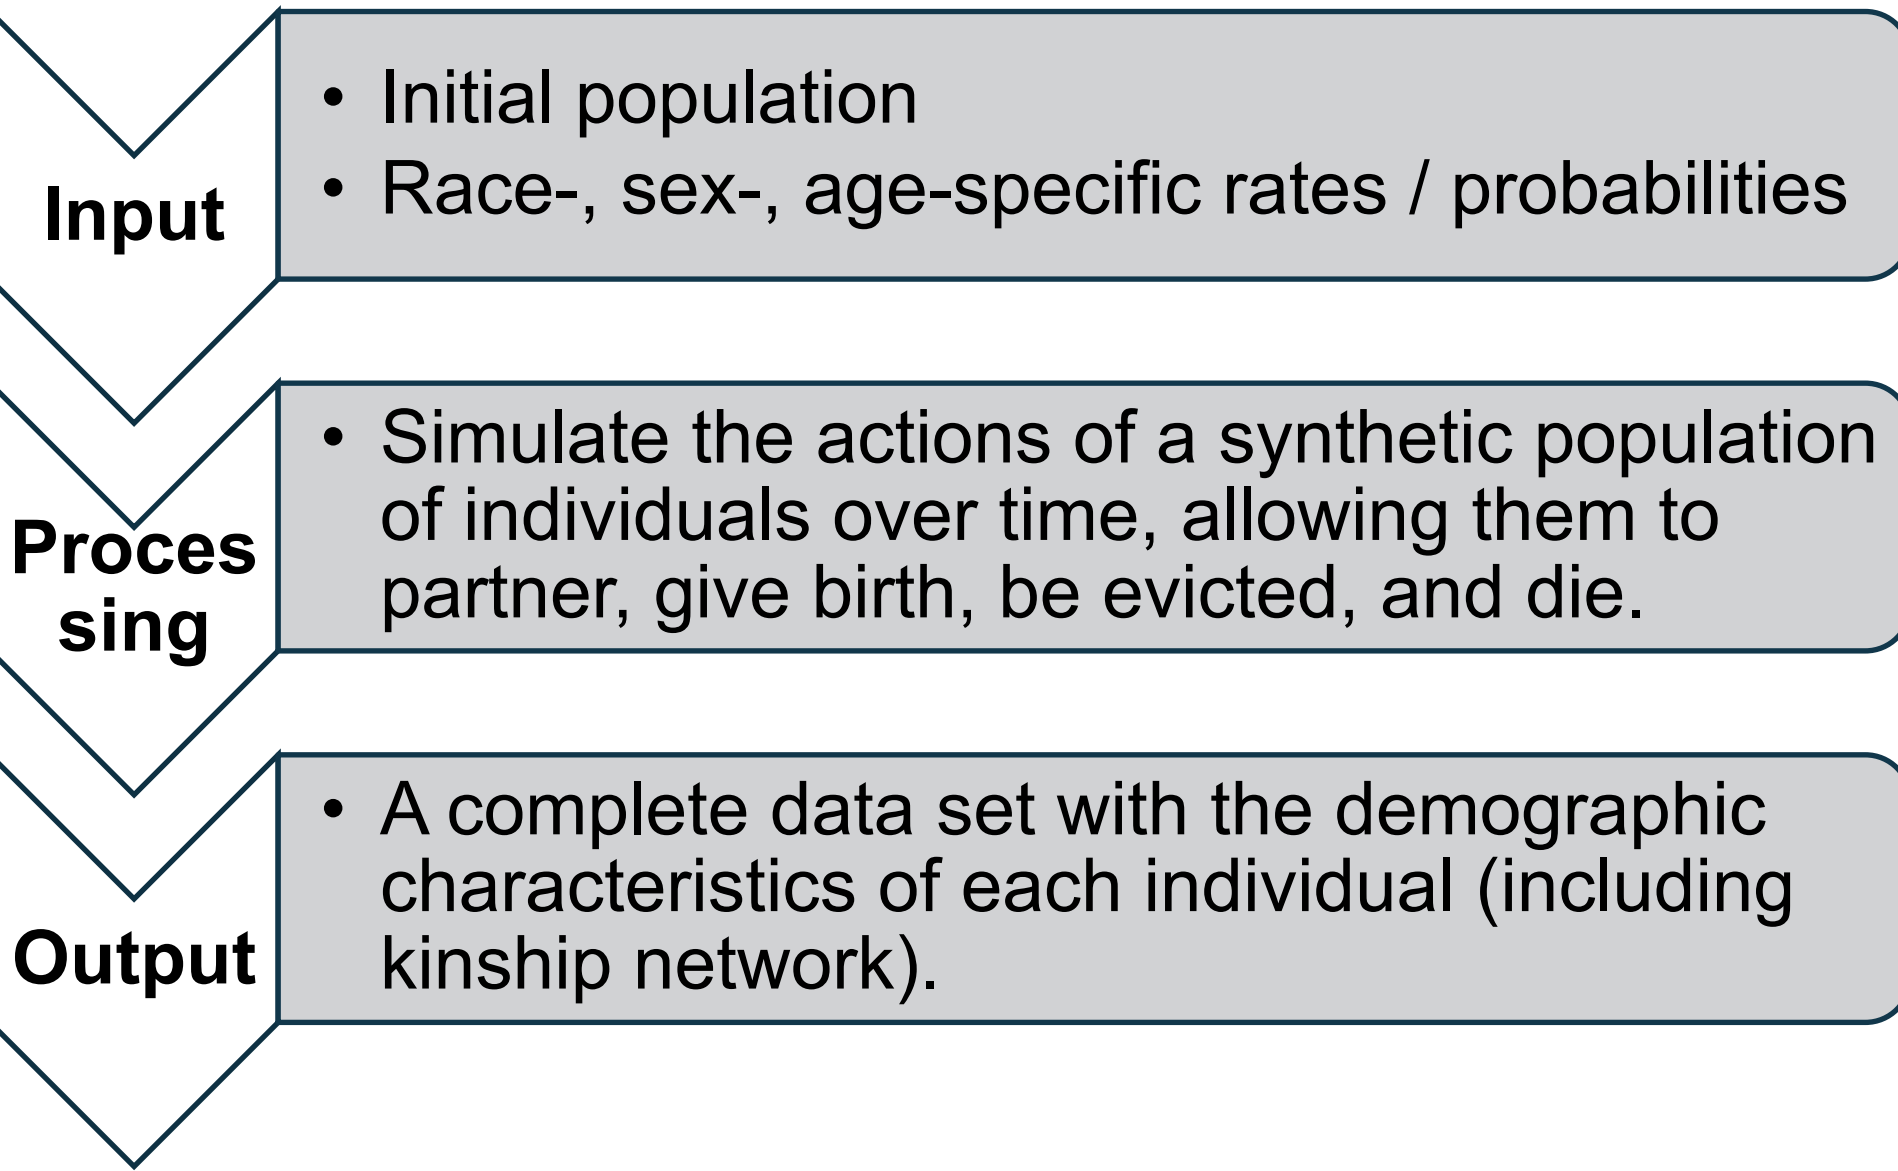 Input
• Initial population
• Race-, sex-, age-specific rates / probabilities
Proces
sing
• Simulate the actions of a synthetic population
of individuals over time, allowing them to
partner, give birth, be evicted, and die.
Output
• A complete data set with the demographic
characteristics of each individual (including
kinship network).